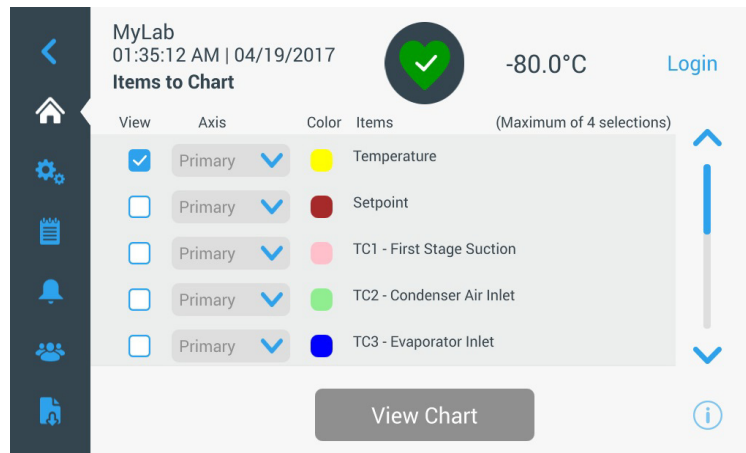 MyLab
01:35:12 AM | 04/19/2017
Items to Chart
-80.0°C
Login
View Axis Color Items (Maximum of 4 selections)
Primary Temperature
Primary Setpoint
Primary TC1 - First Stage Suction
Primary TC2 - Condenser Air Inlet
Primary TC3 - Evaporator Inlet
View Chart
i